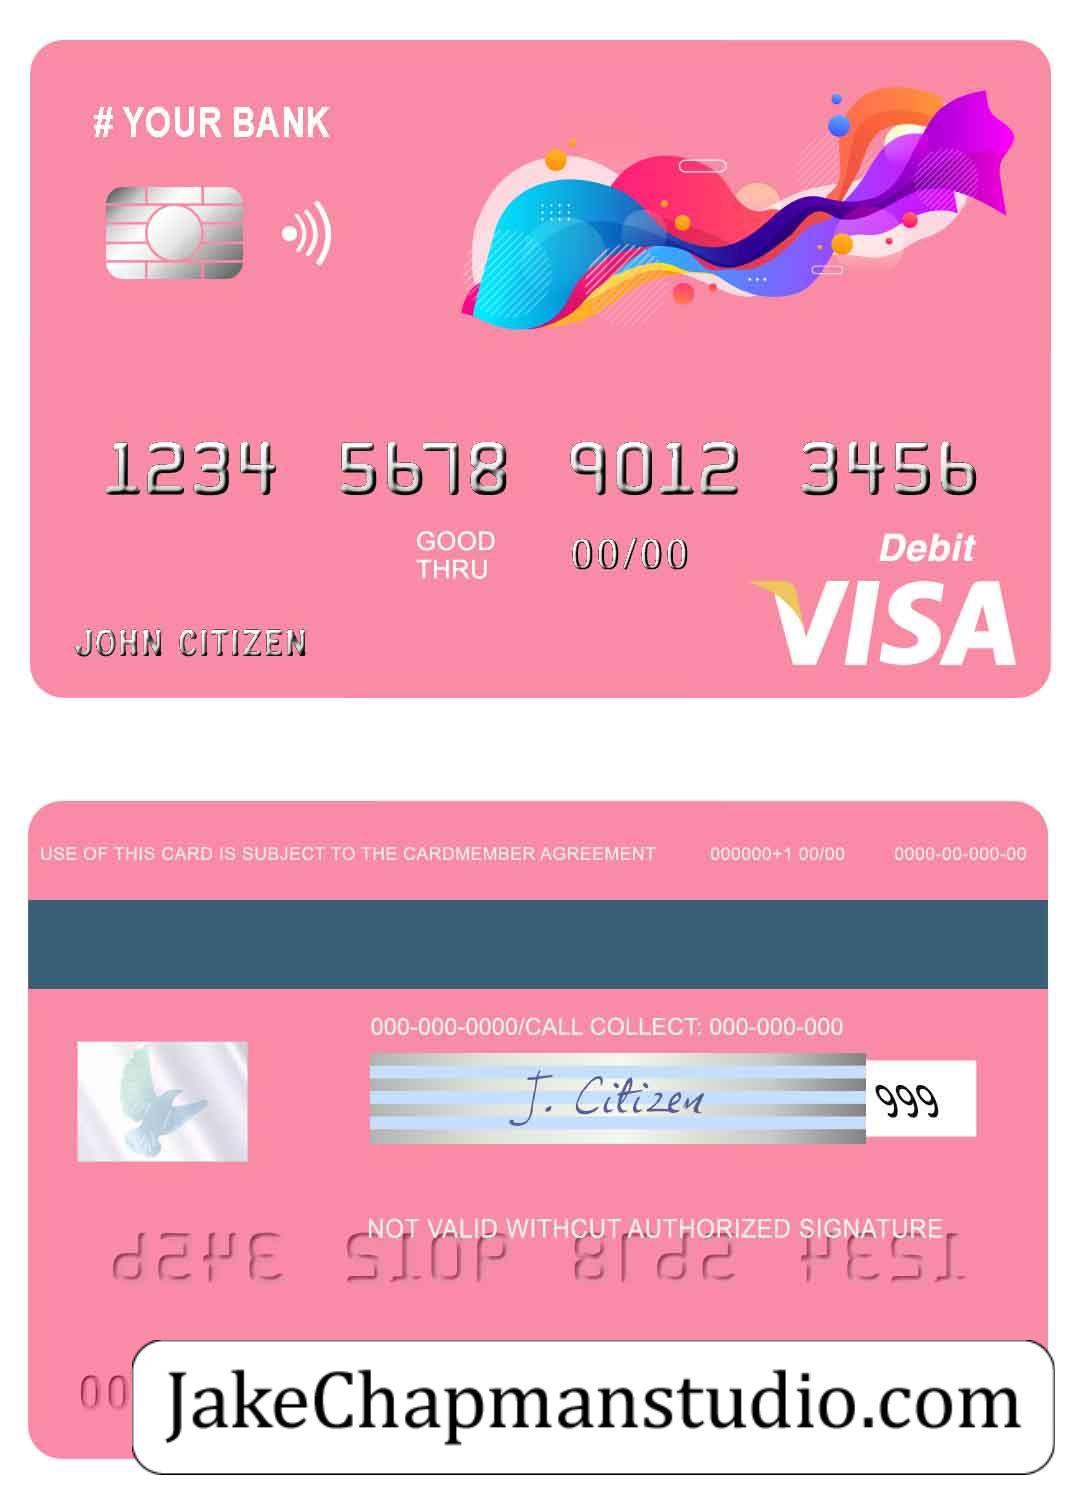 # YOUR BANK
1234 5678 9012 3456
GOOD
THRU
00/00
Debit
VISA
JOHN CITIZEN
USE OF THIS CARD IS SUBJECT TO THE CARDMEMBER AGREEMENT 000000+1 00/00 0000-00-000-00
000-000-0000/CALL COLLECT: 000-000-000
J. Citizen
999
NOT VALID WITHCUT AUTHORIZED SIGNATURE
00
JakeChapmanstudio.com